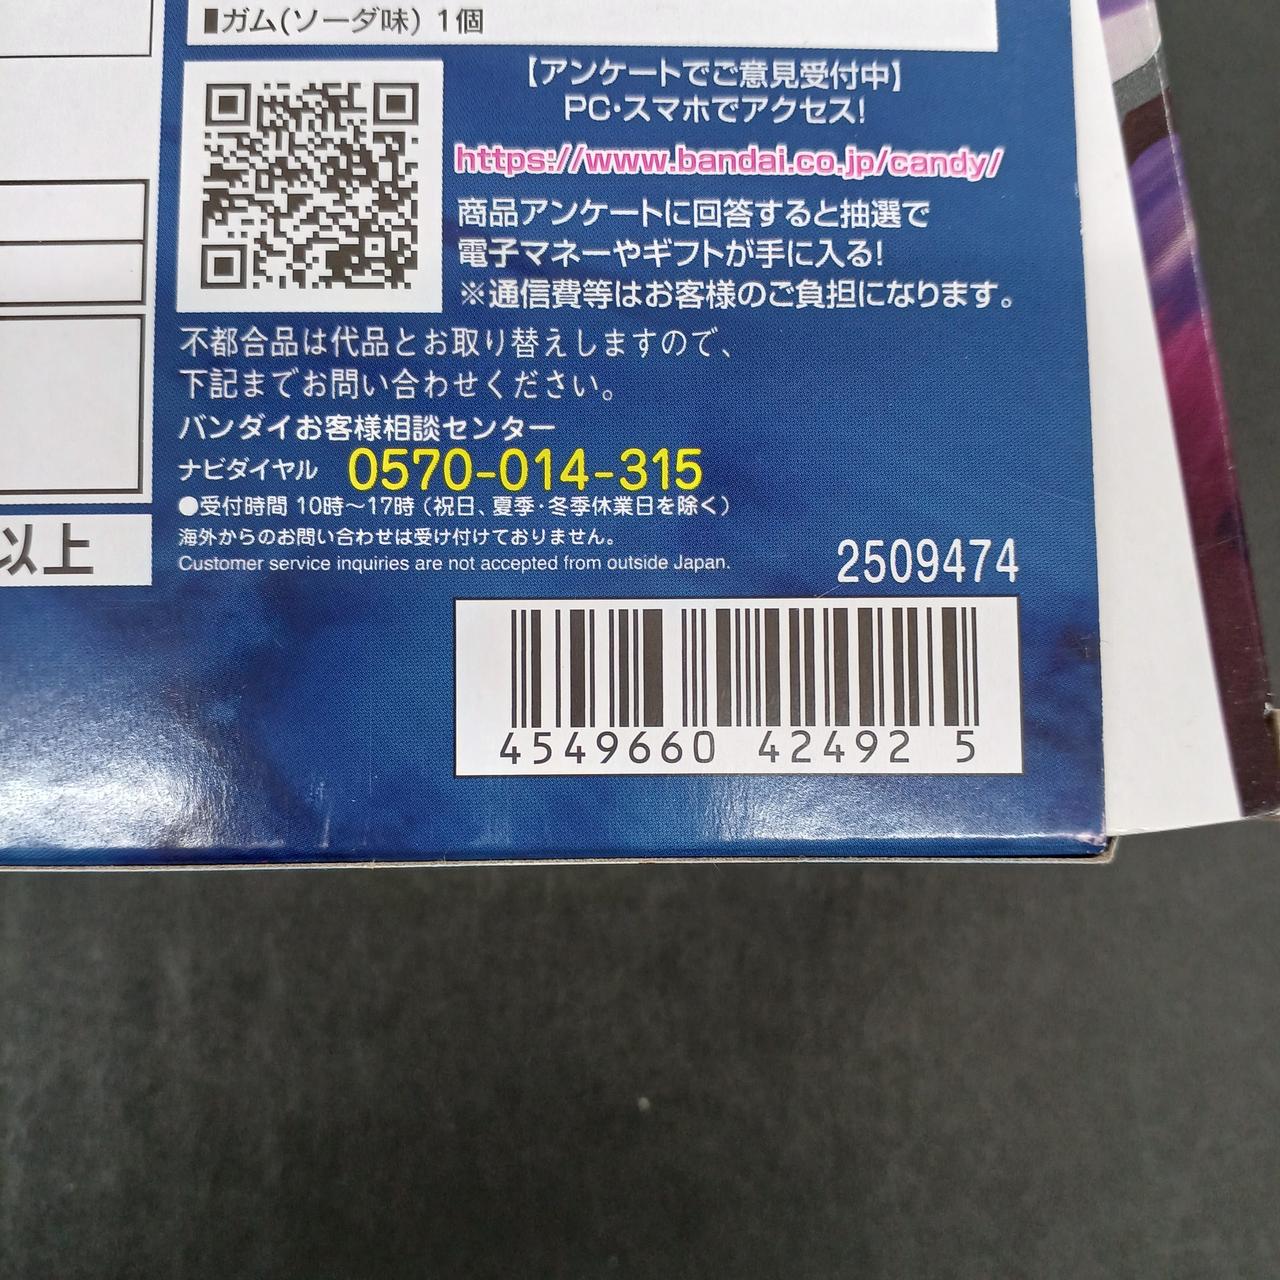 ガム(ソーダ味) 1個
【アンケートでご意見受付中】
PC・スマホでアクセス!
https://www.bandai.co.jp/candy/
商品アンケートに回答すると抽選で
電子マネーやギフトが手に入る!
※通信費等はお客様のご負担になります。
不都合品は代品とお取り替えしますので、
下記までお問い合わせください。
バンダイお客様相談センター
ナビダイヤル 0570-014-315
●受付時間 10時～17時 (祝日、夏季・冬季休業日を除く)
海外からのお問い合わせは受け付けておりません。
Customer service inquiries are not accepted from outside Japan.
以上
2509474
4549660 42492 5